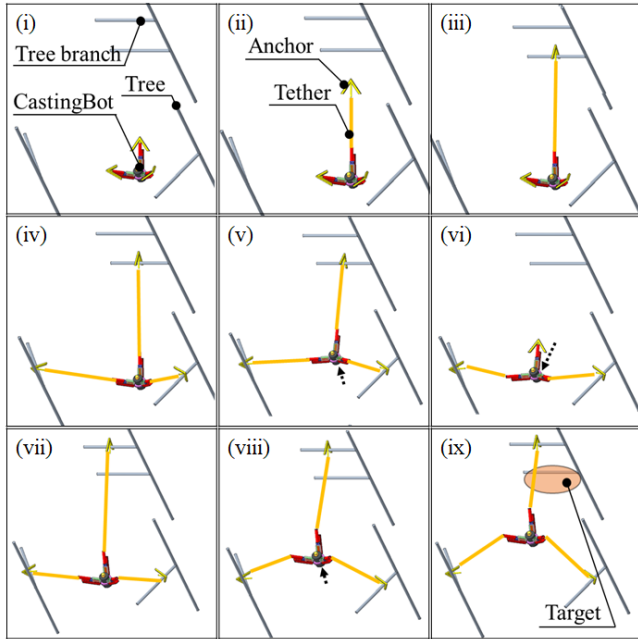 (i)
Tree branch
Tree
CastingBot
(ii)
Anchor
Tether
(iii)
(iv)
(v)
(vi)
(vii)
(viii)
(ix)
Target